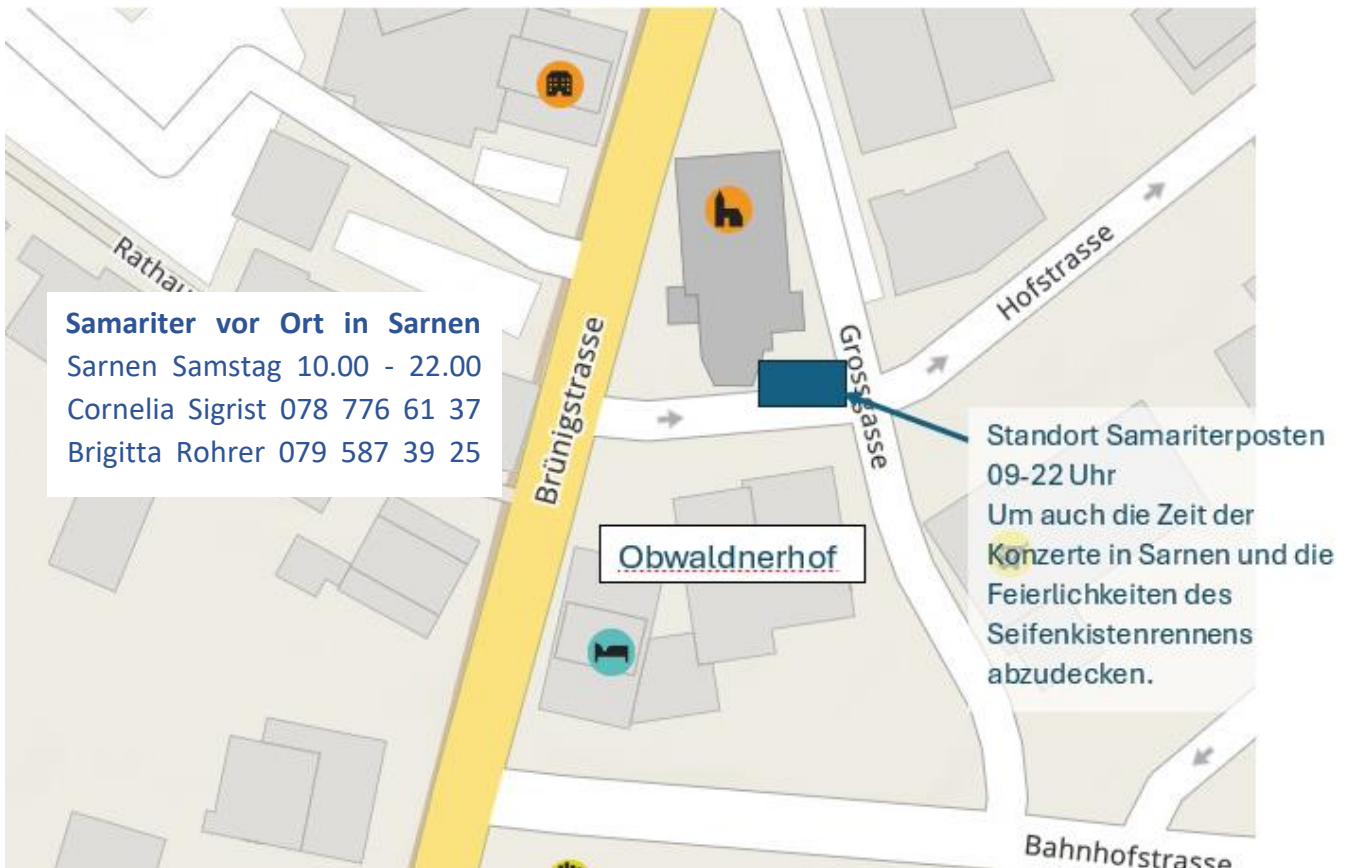 Rathau
Samariter vor Ort in Sarnen
Sarnen Samstag 10.00 - 22.00
Cornelia Sigrist 078 776 61 37
Brigitta Rohrer 079 587 39 25
Brünigstrasse
Grossgasse
Hofstrasse
Standort Samariterposten
09-22 Uhr
Um auch die Zeit der
Konzerte in Sarnen und die
Feierlichkeiten des
Seifenkistenrennens
abzudecken.
Obwaldnerhof
Bahnhofstrasse